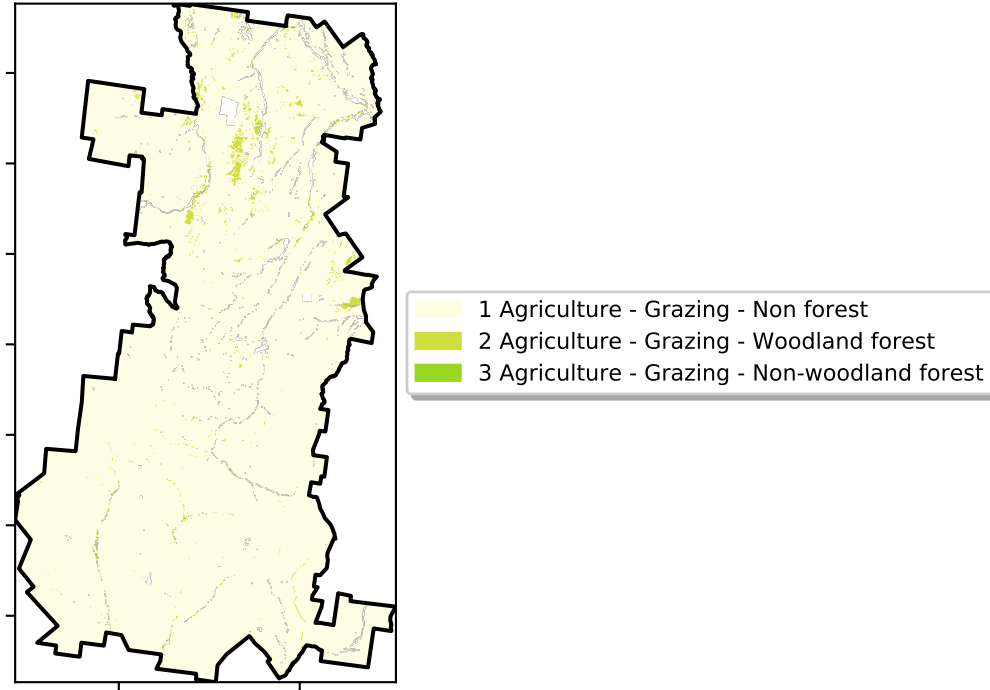 1 Agriculture - Grazing - Non forest
2 Agriculture - Grazing - Woodland forest
3 Agriculture - Grazing - Non-woodland forest